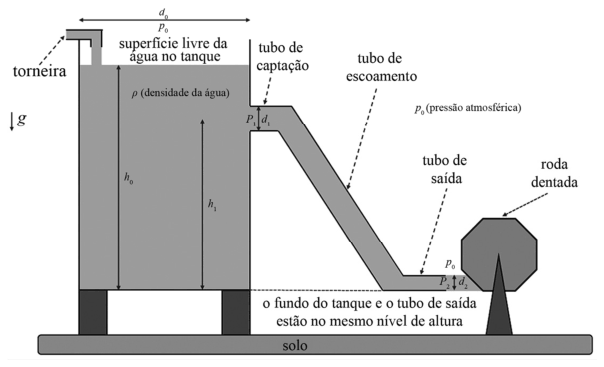 d₀
p₀
superfície livre da
água no tanque
torneira
tubo de
captação
tubo de
escoamento
ρ (densidade da água)
p₀ (pressão atmosférica)
g
P₁ d₁
tubo de
saída
roda
dentada
h₀
h₁
p₀
P₂ d₂
o fundo do tanque e o tubo de saída
estão no mesmo nível de altura
solo